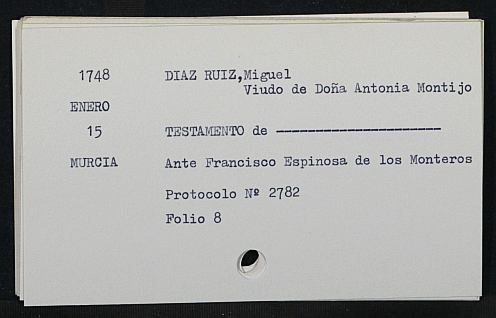 1748 DIAZ RUIZ,Miguel
Viudo de Doña Antonia Montijo
ENERO
15 TESTAMENTO de ---------------------
MURCIA Ante Francisco Espinosa de los Monteros
Protocolo Nº 2782
Folio 8